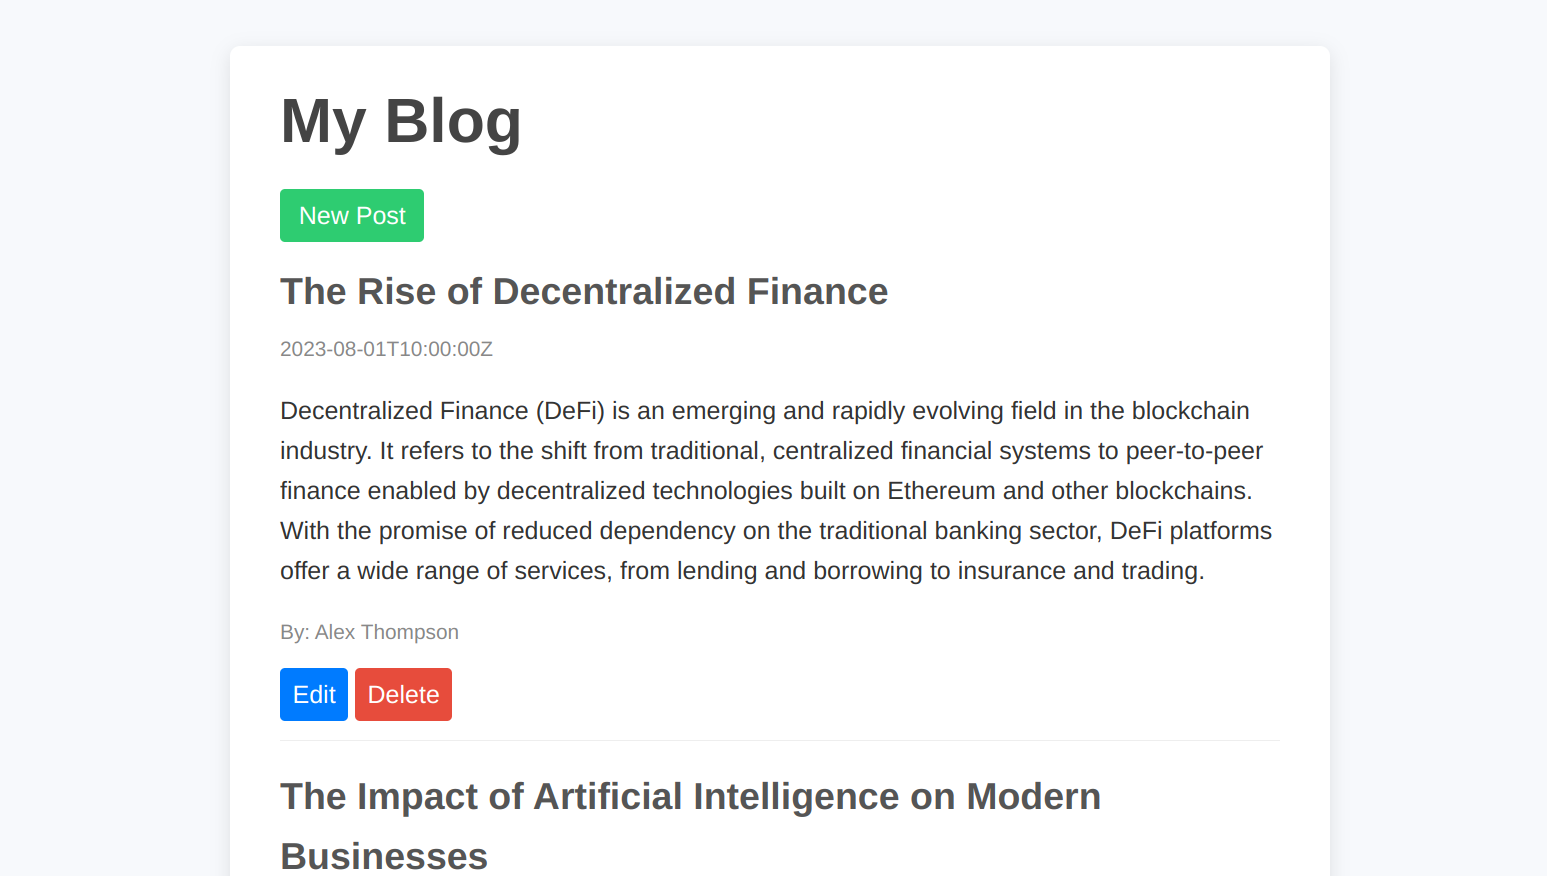 My Blog
New Post
The Rise of Decentralized Finance
2023-08-01T10:00:00Z
Decentralized Finance (DeFi) is an emerging and rapidly evolving field in the blockchain
industry. It refers to the shift from traditional, centralized financial systems to peer-to-peer
finance enabled by decentralized technologies built on Ethereum and other blockchains.
With the promise of reduced dependency on the traditional banking sector, DeFi platforms
offer a wide range of services, from lending and borrowing to insurance and trading.
By: Alex Thompson
Edit Delete
The Impact of Artificial Intelligence on Modern
Businesses